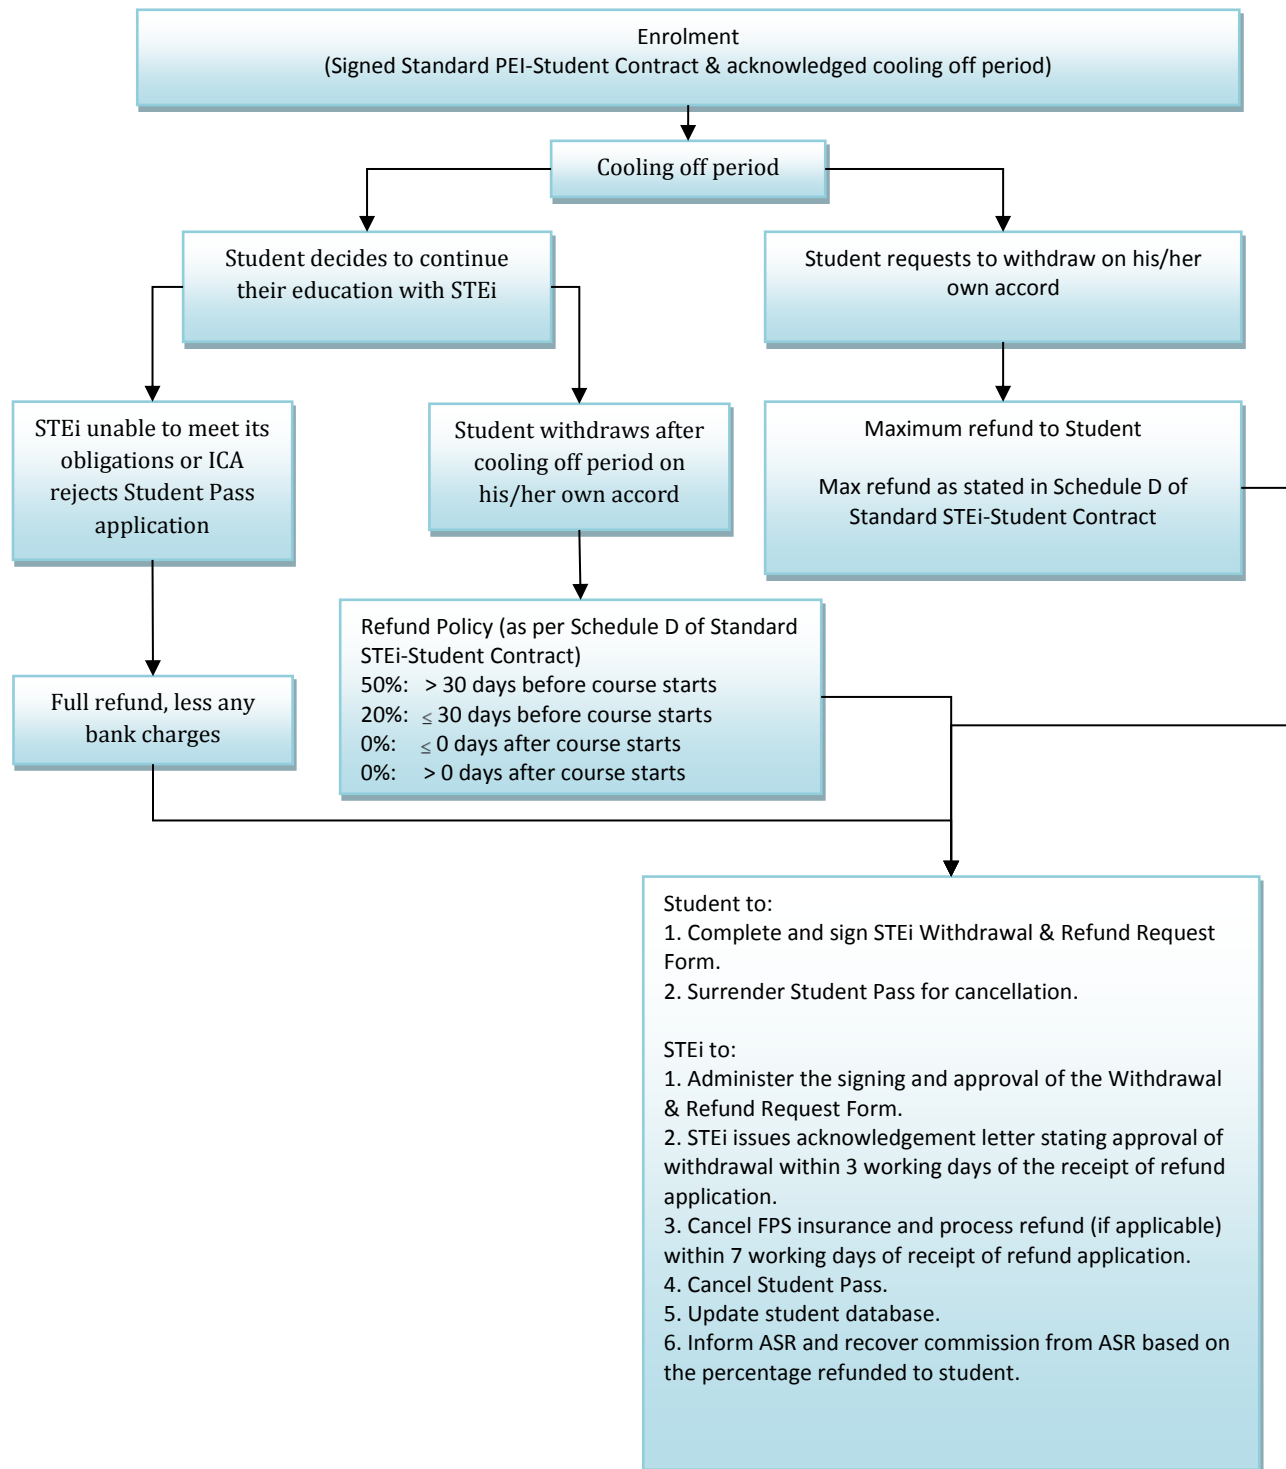 Enrolment
(Signed Standard PEI-Student Contract & acknowledged cooling off period)
Cooling off period
Student decides to continue
their education with STEi
Student requests to withdraw on his/her
own accord
STEi unable to meet its
obligations or ICA
rejects Student Pass
application
Student withdraws after
cooling off period on
his/her own accord
Maximum refund to Student
Max refund as stated in Schedule D of
Standard STEi-Student Contract
Full refund, less any
bank charges
Refund Policy (as per Schedule D of Standard
STEi-Student Contract)
50%: > 30 days before course starts
20%: ≤ 30 days before course starts
0%: ≤ 0 days after course starts
0%: > 0 days after course starts
Student to:
1. Complete and sign STEi Withdrawal & Refund Request
Form.
2. Surrender Student Pass for cancellation.
STEi to:
1. Administer the signing and approval of the Withdrawal
& Refund Request Form.
2. STEi issues acknowledgement letter stating approval of
withdrawal within 3 working days of the receipt of refund
application.
3. Cancel FPS insurance and process refund (if applicable)
within 7 working days of receipt of refund application.
4. Cancel Student Pass.
5. Update student database.
6. Inform ASR and recover commission from ASR based on
the percentage refunded to student.